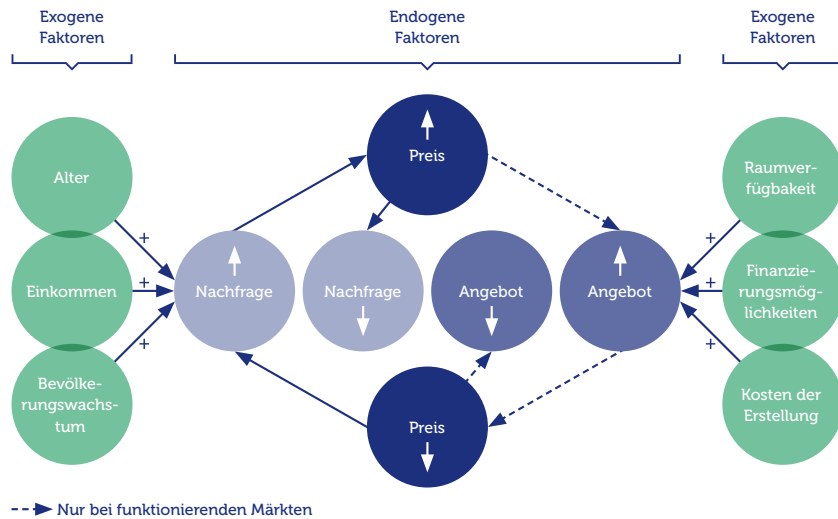 Exogene
Faktoren
Endogene
Faktoren
Exogene
Faktoren
Preis
Alter
Raumver-
fügbakeit
+
+
Einkommen
+
Nachfrage
Nachfrage
Angebot
Angebot
+
Finanzie-
rungsmög-
lichkeiten
+
+
Bevölke-
rungswachs-
tum
Preis
Kosten der
Erstellung
Nur bei funktionierenden Märkten